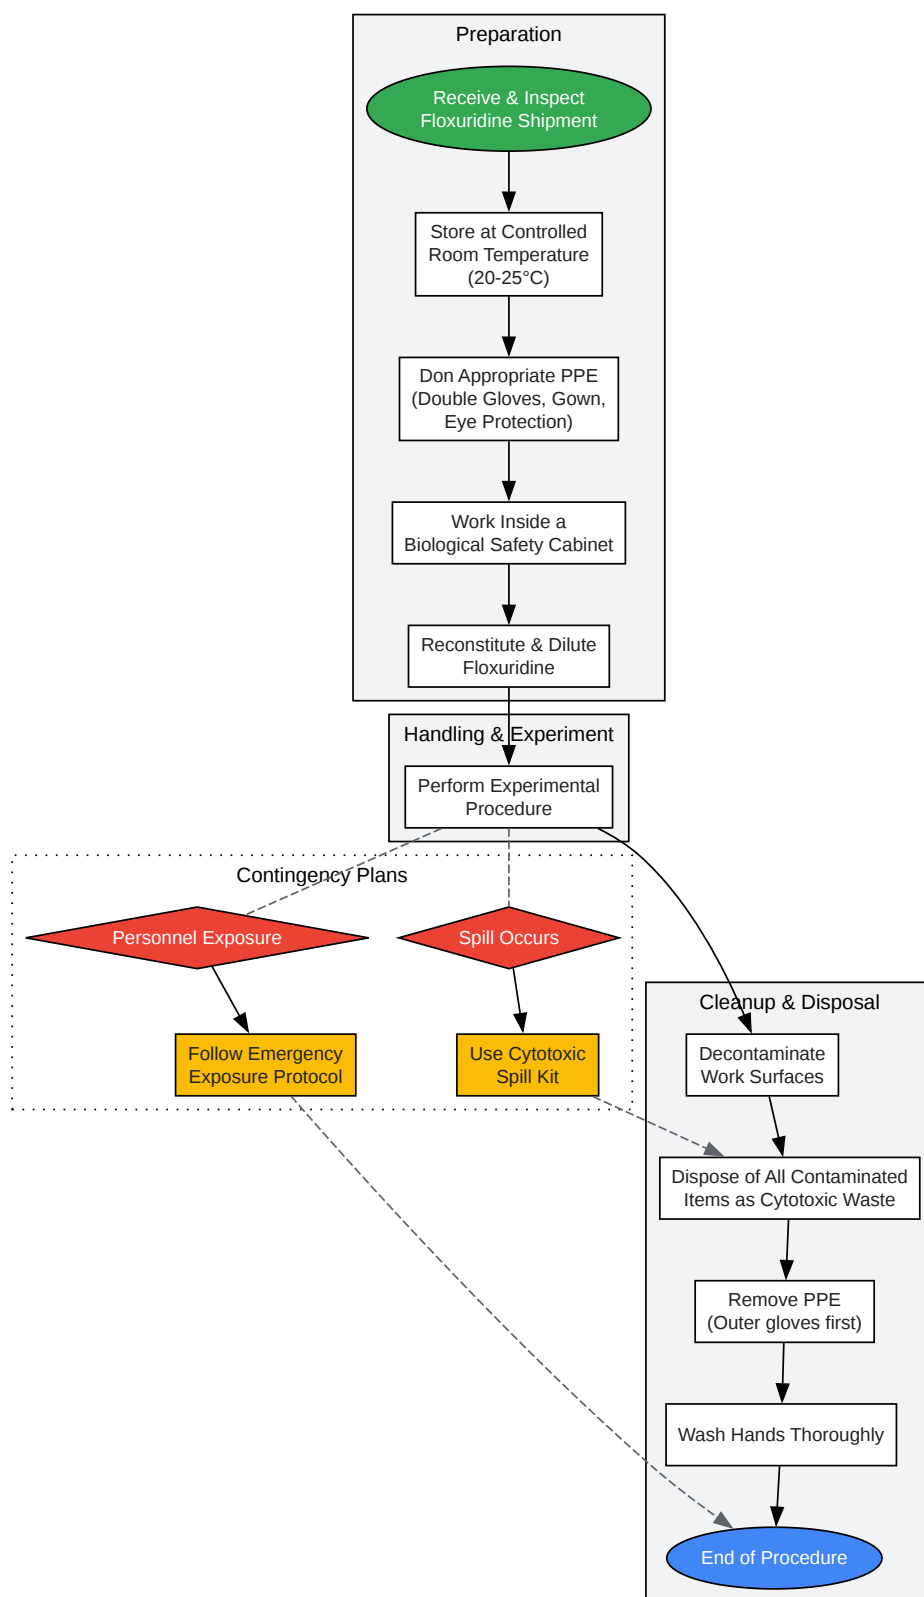 Preparation
Receive & Inspect
Floxuridine Shipment
Store at Controlled
Room Temperature
(20-25°C)
Don Appropriate PPE
(Double Gloves, Gown,
Eye Protection)
Work Inside a
Biological Safety Cabinet
Reconstitute & Dilute
Floxuridine
Handling & Experiment
Perform Experimental
Procedure
Contingency Plans
Personnel Exposure
Spill Occurs
Follow Emergency
Exposure Protocol
Use Cytotoxic
Spill Kit
Cleanup & Disposal
Decontaminate
Work Surfaces
Dispose of All Contaminated
Items as Cytotoxic Waste
Remove PPE
(Outer gloves first)
Wash Hands Thoroughly
End of Procedure